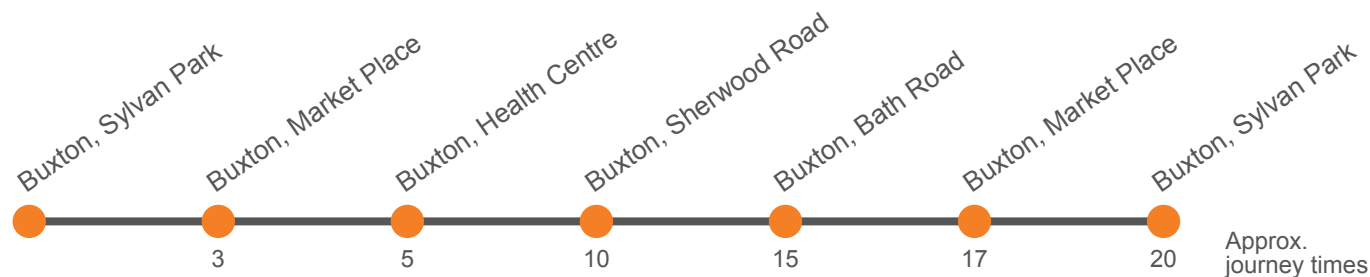 Buxton, Sylvan Park
Buxton, Market Place
Buxton, Health Centre
Buxton, Sherwood Road
Buxton, Bath Road
Buxton, Market Place
Buxton, Sylvan Park
3
5
10
15
17
20
Approx.
journey times